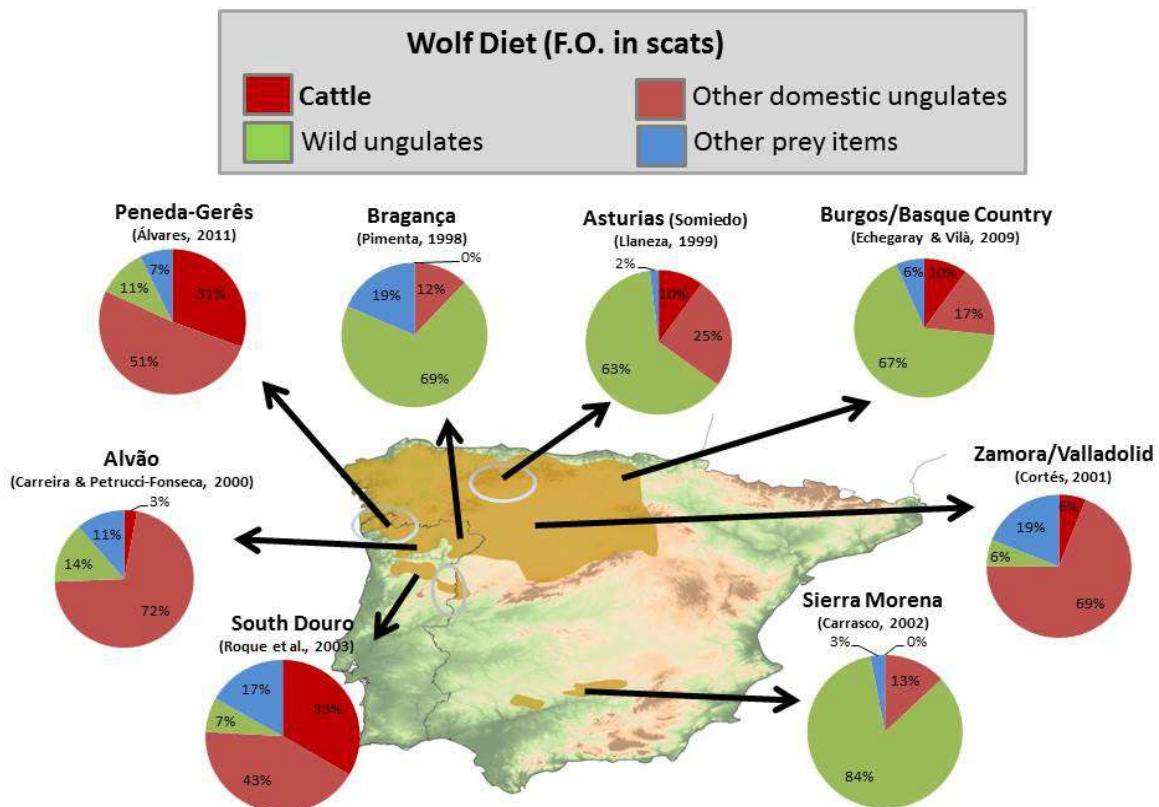 Wolf Diet (F.O. in scats)
Cattle
Other domestic ungulates
Wild ungulates
Other prey items
Peneda-Gerês
(Álvares, 2011)
7%
31%
11%
51%
Bragança
(Pimenta, 1998)
0%
19%
12%
69%
Asturias (Somiedo)
(Llaneza, 1999)
2%
10%
25%
63%
Burgos/Basque Country
(Echegaray & Vilà, 2009)
6%
10%
17%
67%
Alvão
(Carreira & Petrucci-Fonseca, 2000)
3%
11%
14%
72%
Zamora/Valladolid
(Cortés, 2001)
6%
19%
6%
69%
South Douro
(Roque et al., 2003)
17%
33%
7%
43%
Sierra Morena
(Carrasco, 2002)
3%
0%
13%
84%